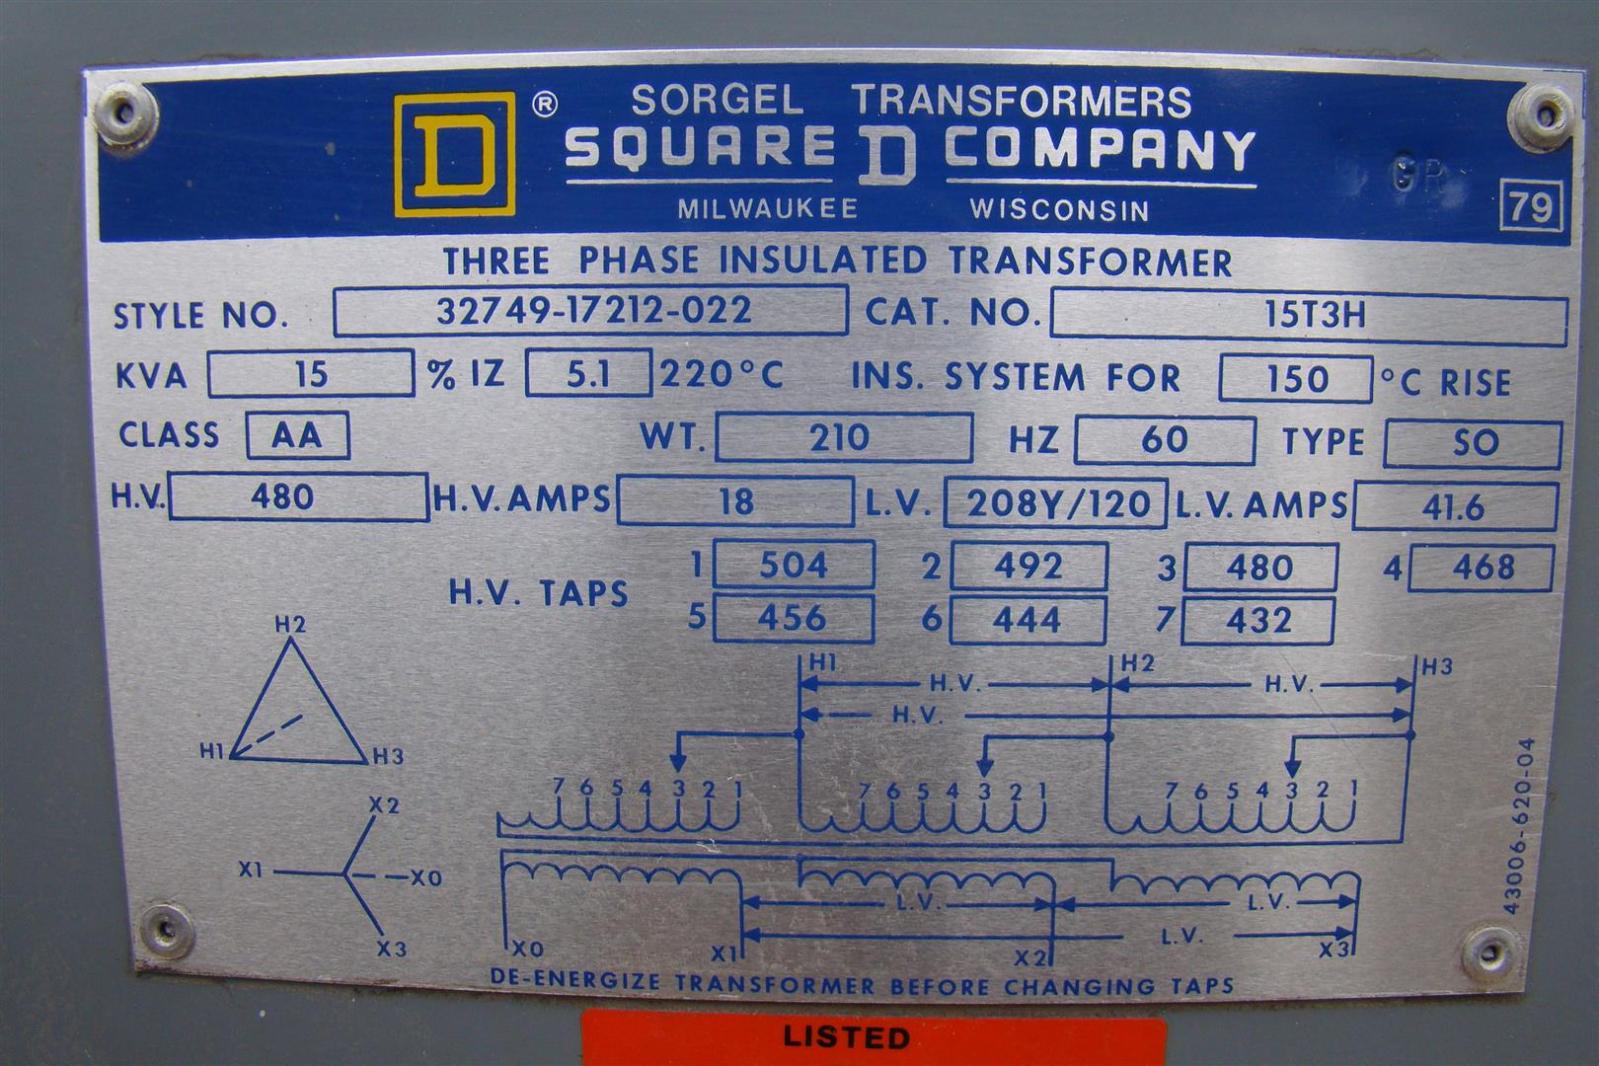 D ® SORGEL TRANSFORMERS
SQUARE D COMPANY
MILWAUKEE WISCONSIN
GR
79
THREE PHASE INSULATED TRANSFORMER
STYLE NO. 32749-17212-022 CAT. NO. 15T3H
KVA 15 % IZ 5.1 220°C INS. SYSTEM FOR 150 °C RISE
CLASS AA WT. 210 HZ 60 TYPE SO
H.V. 480 H.V. AMPS 18 L.V. 208Y/120 L.V. AMPS 41.6
H.V. TAPS 1 504 2 492 3 480 4 468
5 456 6 444 7 432
H2
H1 H3
X2
X1 X0
X3
H1 H2 H3
H.V. H.V.
H.V.
7 6 5 4 3 2 1 7 6 5 4 3 2 1 7 6 5 4 3 2 1
L.V. L.V.
L.V.
X0 X1 X2 X3
DE-ENERGIZE TRANSFORMER BEFORE CHANGING TAPS
43006-620-04
LISTED